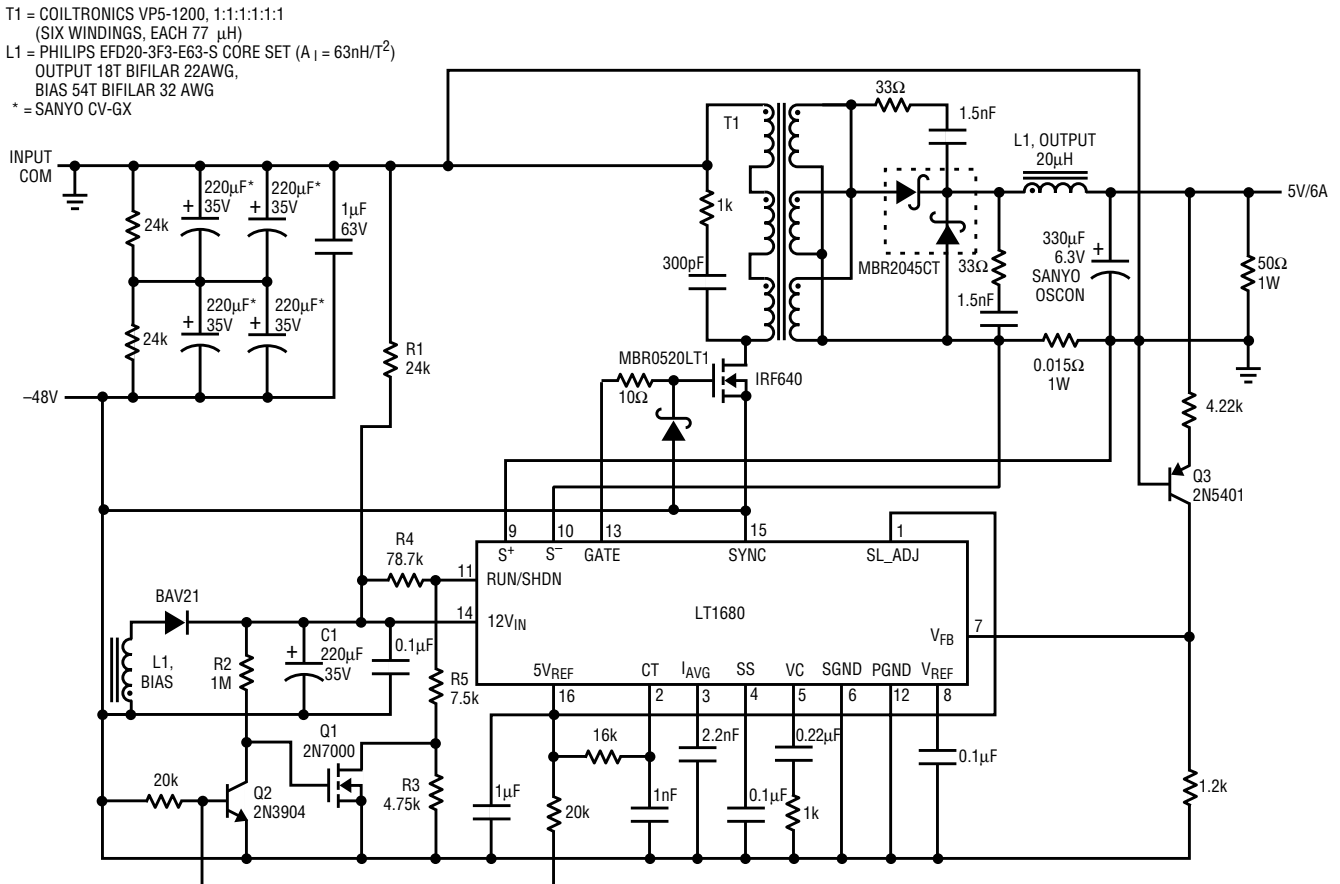 T1 = COILTRONICS VP5-1200, 1:1:1:1:1:1
(SIX WINDINGS, EACH 77 μH)
L1 = PHILIPS EFD20-3F3-E63-S CORE SET (A l = 63nH/T2)
OUTPUT 18T BIFILAR 22AWG,
BIAS 54T BIFILAR 32 AWG
* = SANYO CV-GX
INPUT
COM
–48V
24k
24k
220μF*
35V
220μF*
35V
220μF*
35V
220μF*
35V
+
+
+
+
1μF
63V
R1
24k
T1
1k
300pF
33Ω
1.5nF
MBR2045CT
33Ω
1.5nF
L1, OUTPUT
20μH
330μF
6.3V
SANYO
OSCON
+
5V/6A
50Ω
1W
0.015Ω
1W
MBR0520LT1
10Ω
IRF640
4.22k
Q3
2N5401
1.2k
R4
78.7k
BAV21
L1,
BIAS
R2
1M
+
C1
220μF
35V
0.1μF
R5
7.5k
Q1
2N7000
R3
4.75k
20k
Q2
2N3904
9
10
13
15
1
S+
S–
GATE
SYNC
SL_ADJ
11
RUN/SHDN
14
12VIN
LT1680
VFB
7
5VREF
CT
IAVG
SS
VC
SGND
PGND
VREF
16
2
3
4
5
6
12
8
1μF
16k
20k
1nF
2.2nF
0.1μF
0.22μF
1k
0.1μF